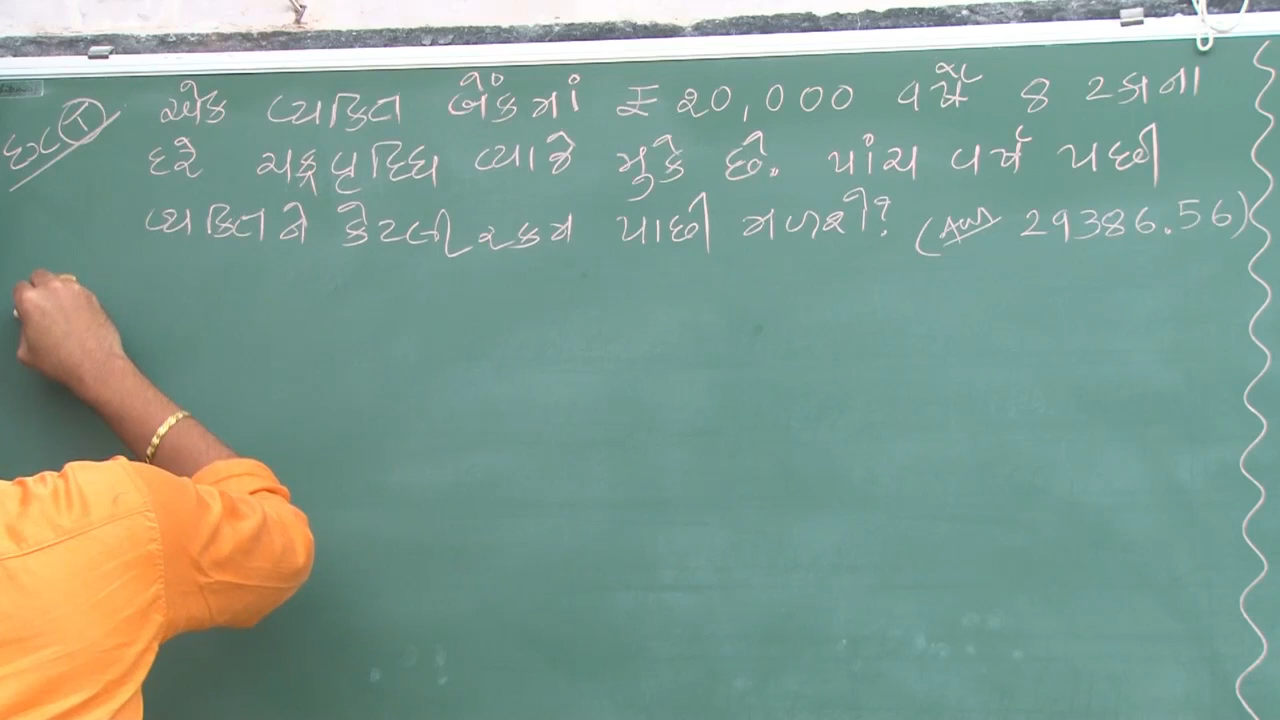 દા.ત. ૧ એક વ્યક્તિ બેંકમાં ₹ 20,000 વર્ષે 8 ટકાના
દરે ચક્રવૃદ્ધિ વ્યાજે મુકે છે. પાંચ વર્ષ પછી
વ્યક્તિને કેટલી રકમ પાછી મળશે? (Ans 29386.56)